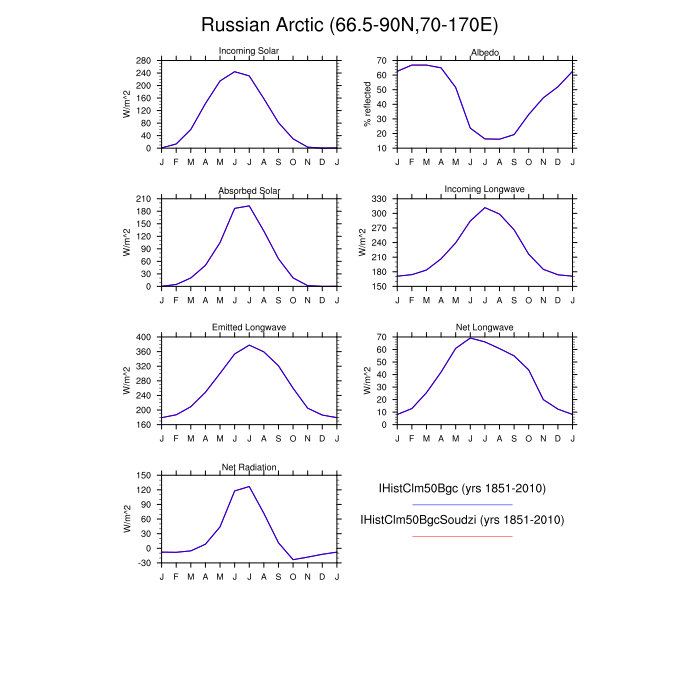 Russian Arctic (66.5-90N,70-170E)
Incoming Solar
W/m^2
280
240
200
160
120
80
40
0
J F M A M J J A S O N D J
Albedo
% reflected
70
60
50
40
30
20
10
J F M A M J J A S O N D J
Absorbed Solar
W/m^2
210
180
150
120
90
60
30
0
J F M A M J J A S O N D J
Incoming Longwave
W/m^2
330
300
270
240
210
180
150
J F M A M J J A S O N D J
Emitted Longwave
W/m^2
400
360
320
280
240
200
160
J F M A M J J A S O N D J
Net Longwave
W/m^2
70
60
50
40
30
20
10
0
J F M A M J J A S O N D J
Net Radiation
W/m^2
150
120
90
60
30
0
-30
J F M A M J J A S O N D J
IHistClm50Bgc (yrs 1851-2010)
IHistClm50BgcSoudzi (yrs 1851-2010)